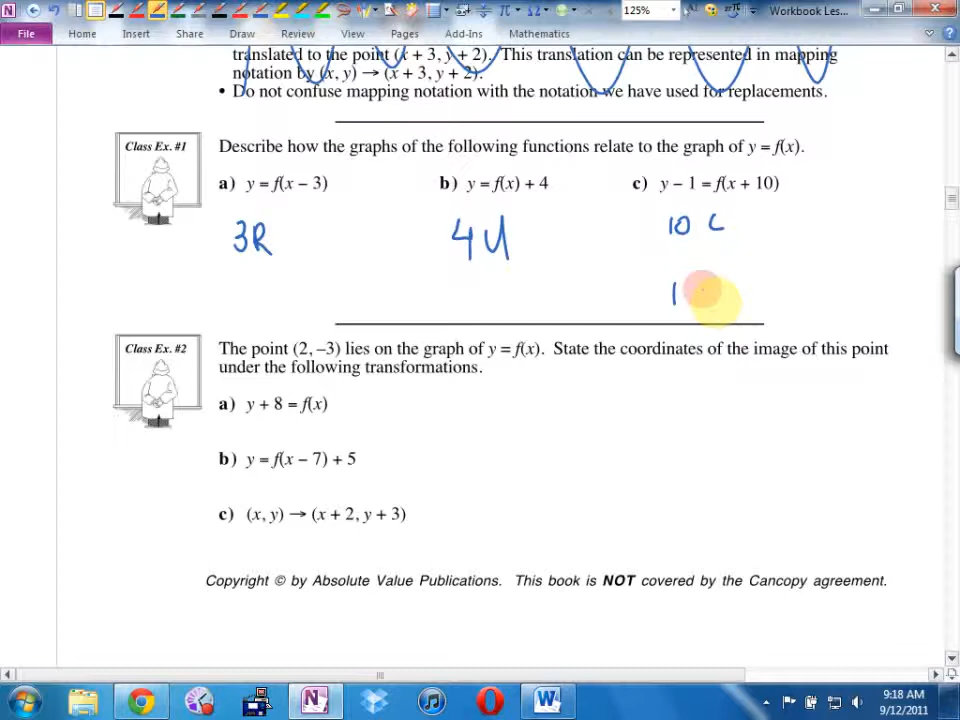 125%
Workbook Les...
File Home Insert Share Draw Review View Pages Add-Ins Mathematics
translated to the point (x + 3, y + 2). This translation can be represented in mapping
notation by (x, y) → (x + 3, y + 2).
• Do not confuse mapping notation with the notation we have used for replacements.
Class Ex. #1
Describe how the graphs of the following functions relate to the graph of y = f(x).
a) y = f(x − 3) b) y = f(x) + 4 c) y − 1 = f(x + 10)
3R 4U 10 L
1
Class Ex. #2
The point (2, –3) lies on the graph of y = f(x). State the coordinates of the image of this point
under the following transformations.
a) y + 8 = f(x)
b) y = f(x − 7) + 5
c) (x, y) → (x + 2, y + 3)
Copyright © by Absolute Value Publications. This book is NOT covered by the Cancopy agreement.
9:18 AM
9/12/2011